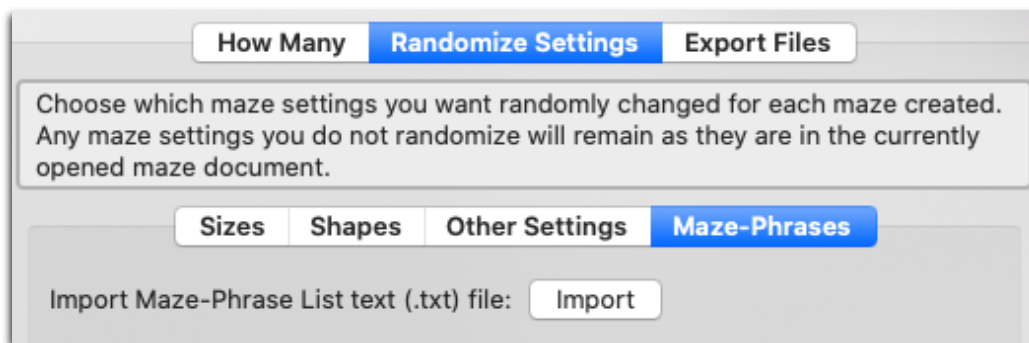 How Many Randomize Settings Export Files
Choose which maze settings you want randomly changed for each maze created.
Any maze settings you do not randomize will remain as they are in the currently
opened maze document.
Sizes Shapes Other Settings Maze-Phrases
Import Maze-Phrase List text (.txt) file: Import